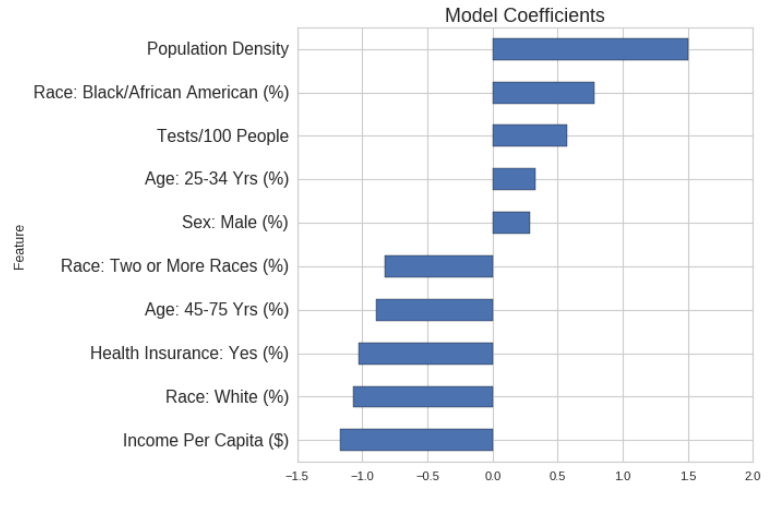 Model Coefficients
Population Density
Race: Black/African American (%)
Tests/100 People
Age: 25-34 Yrs (%)
Sex: Male (%)
Feature
Race: Two or More Races (%)
Age: 45-75 Yrs (%)
Health Insurance: Yes (%)
Race: White (%)
Income Per Capita ($)
−1.5 −1.0 −0.5 0.0 0.5 1.0 1.5 2.0